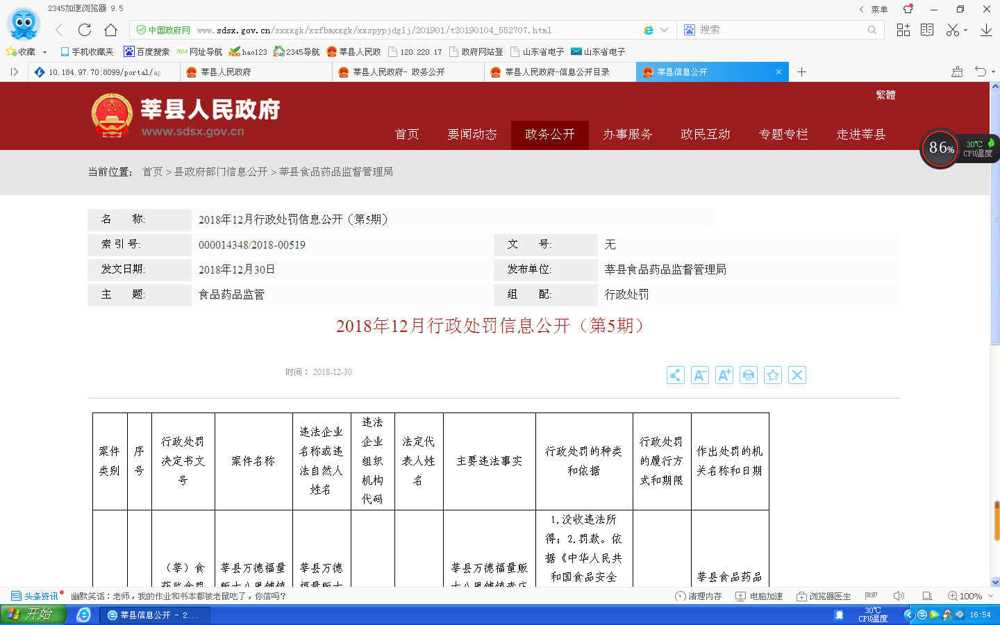 2345加速浏览器 9.5
菜单
中国政府网 www.sdsx.gov.cn/sxxxgk/xzfbmxxgk/xxspypjdglj/201901/t20190104_552707.html
搜索
收藏 手机收藏夹 百度搜索 7654 网址导航 hao123 2345导航 莘县人民政 120.220.17 政府网站登 山东省电子 山东省电子
10.184.97.70:8099/portal/ap 莘县人民政府 莘县人民政府- 政务公开 莘县人民政府-信息公开目录 莘县信息公开
繁體
莘县人民政府
www.sdsx.gov.cn
首页 要闻动态 政务公开 办事服务 政民互动 专题专栏 走进莘县
86% 30℃
CPU温度
当前位置： 首页 > 县政府部门信息公开 > 莘县食品药品监督管理局
名 称: 2018年12月行政处罚信息公开（第5期）
索 引 号: 000014348/2018-00519 文 号: 无
发文日期: 2018年12月30日 发布单位: 莘县食品药品监督管理局
主 题: 食品药品监管 组 配: 行政处罚
2018年12月行政处罚信息公开（第5期）
时间： 2018-12-30
A- A+
案件
类别
序
号
行政处罚
决定书文
号
案件名称
违法企业
名称或违
法自然人
姓名
违法
企业
组织
机构
代码
法定代
表人姓
名
主要违法事实
行政处罚的种类
和依据
行政处罚
的履行方
式和期限
作出处罚的机
关名称和日期
（莘）食
药监食罚
莘县万德福量
贩十八里铺镇
莘县万德
福量贩十
莘县万德福量贩
十八里铺镇李庄
1.没收违法所
得；2.罚款。依
据《中华人民共
和国食品安全
莘县食品药品
头条资讯 幽默笑话：老师，我的作业和书本都被老鼠吃了，你信吗？ 清理内存 电脑加速 浏览器医生 100%
开始 莘县信息公开 - 2... 30℃
CPU温度
16:54